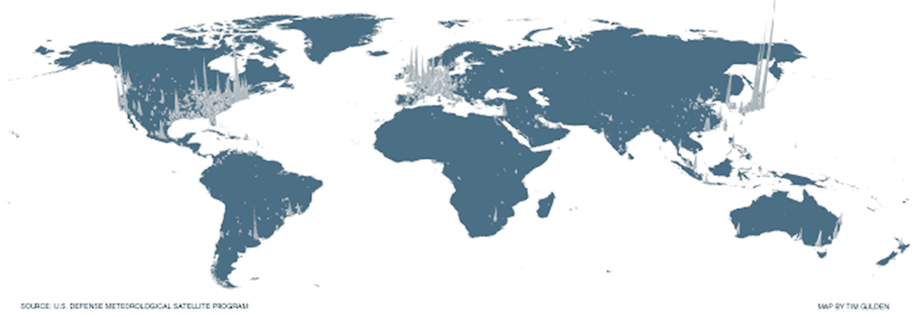 SOURCE: U.S. DEFENSE METEOROLOGICAL SATELLITE PROGRAM
MAP BY TIM GULDEN